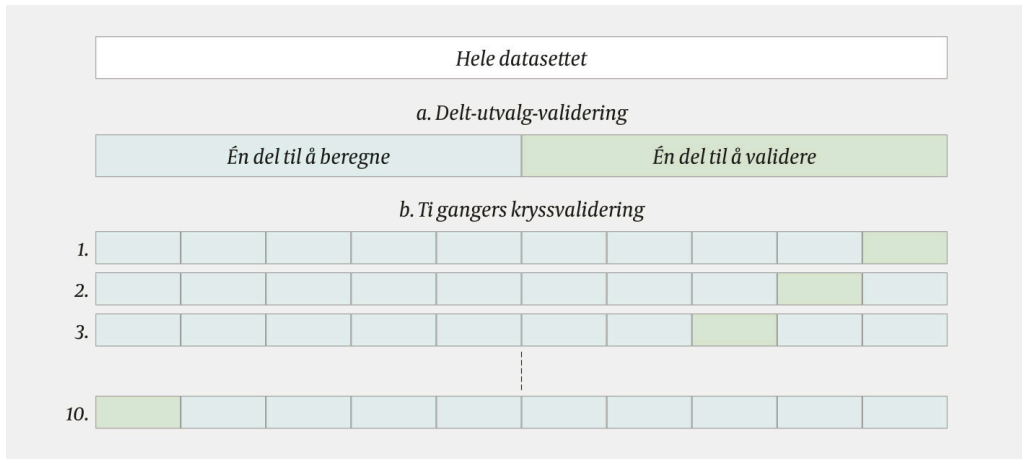 Hele datasettet
a. Delt-utvalg-validering
Én del til å beregne
Én del til å validere
b. Ti gangers kryssvalidering
1.
2.
3.
10.